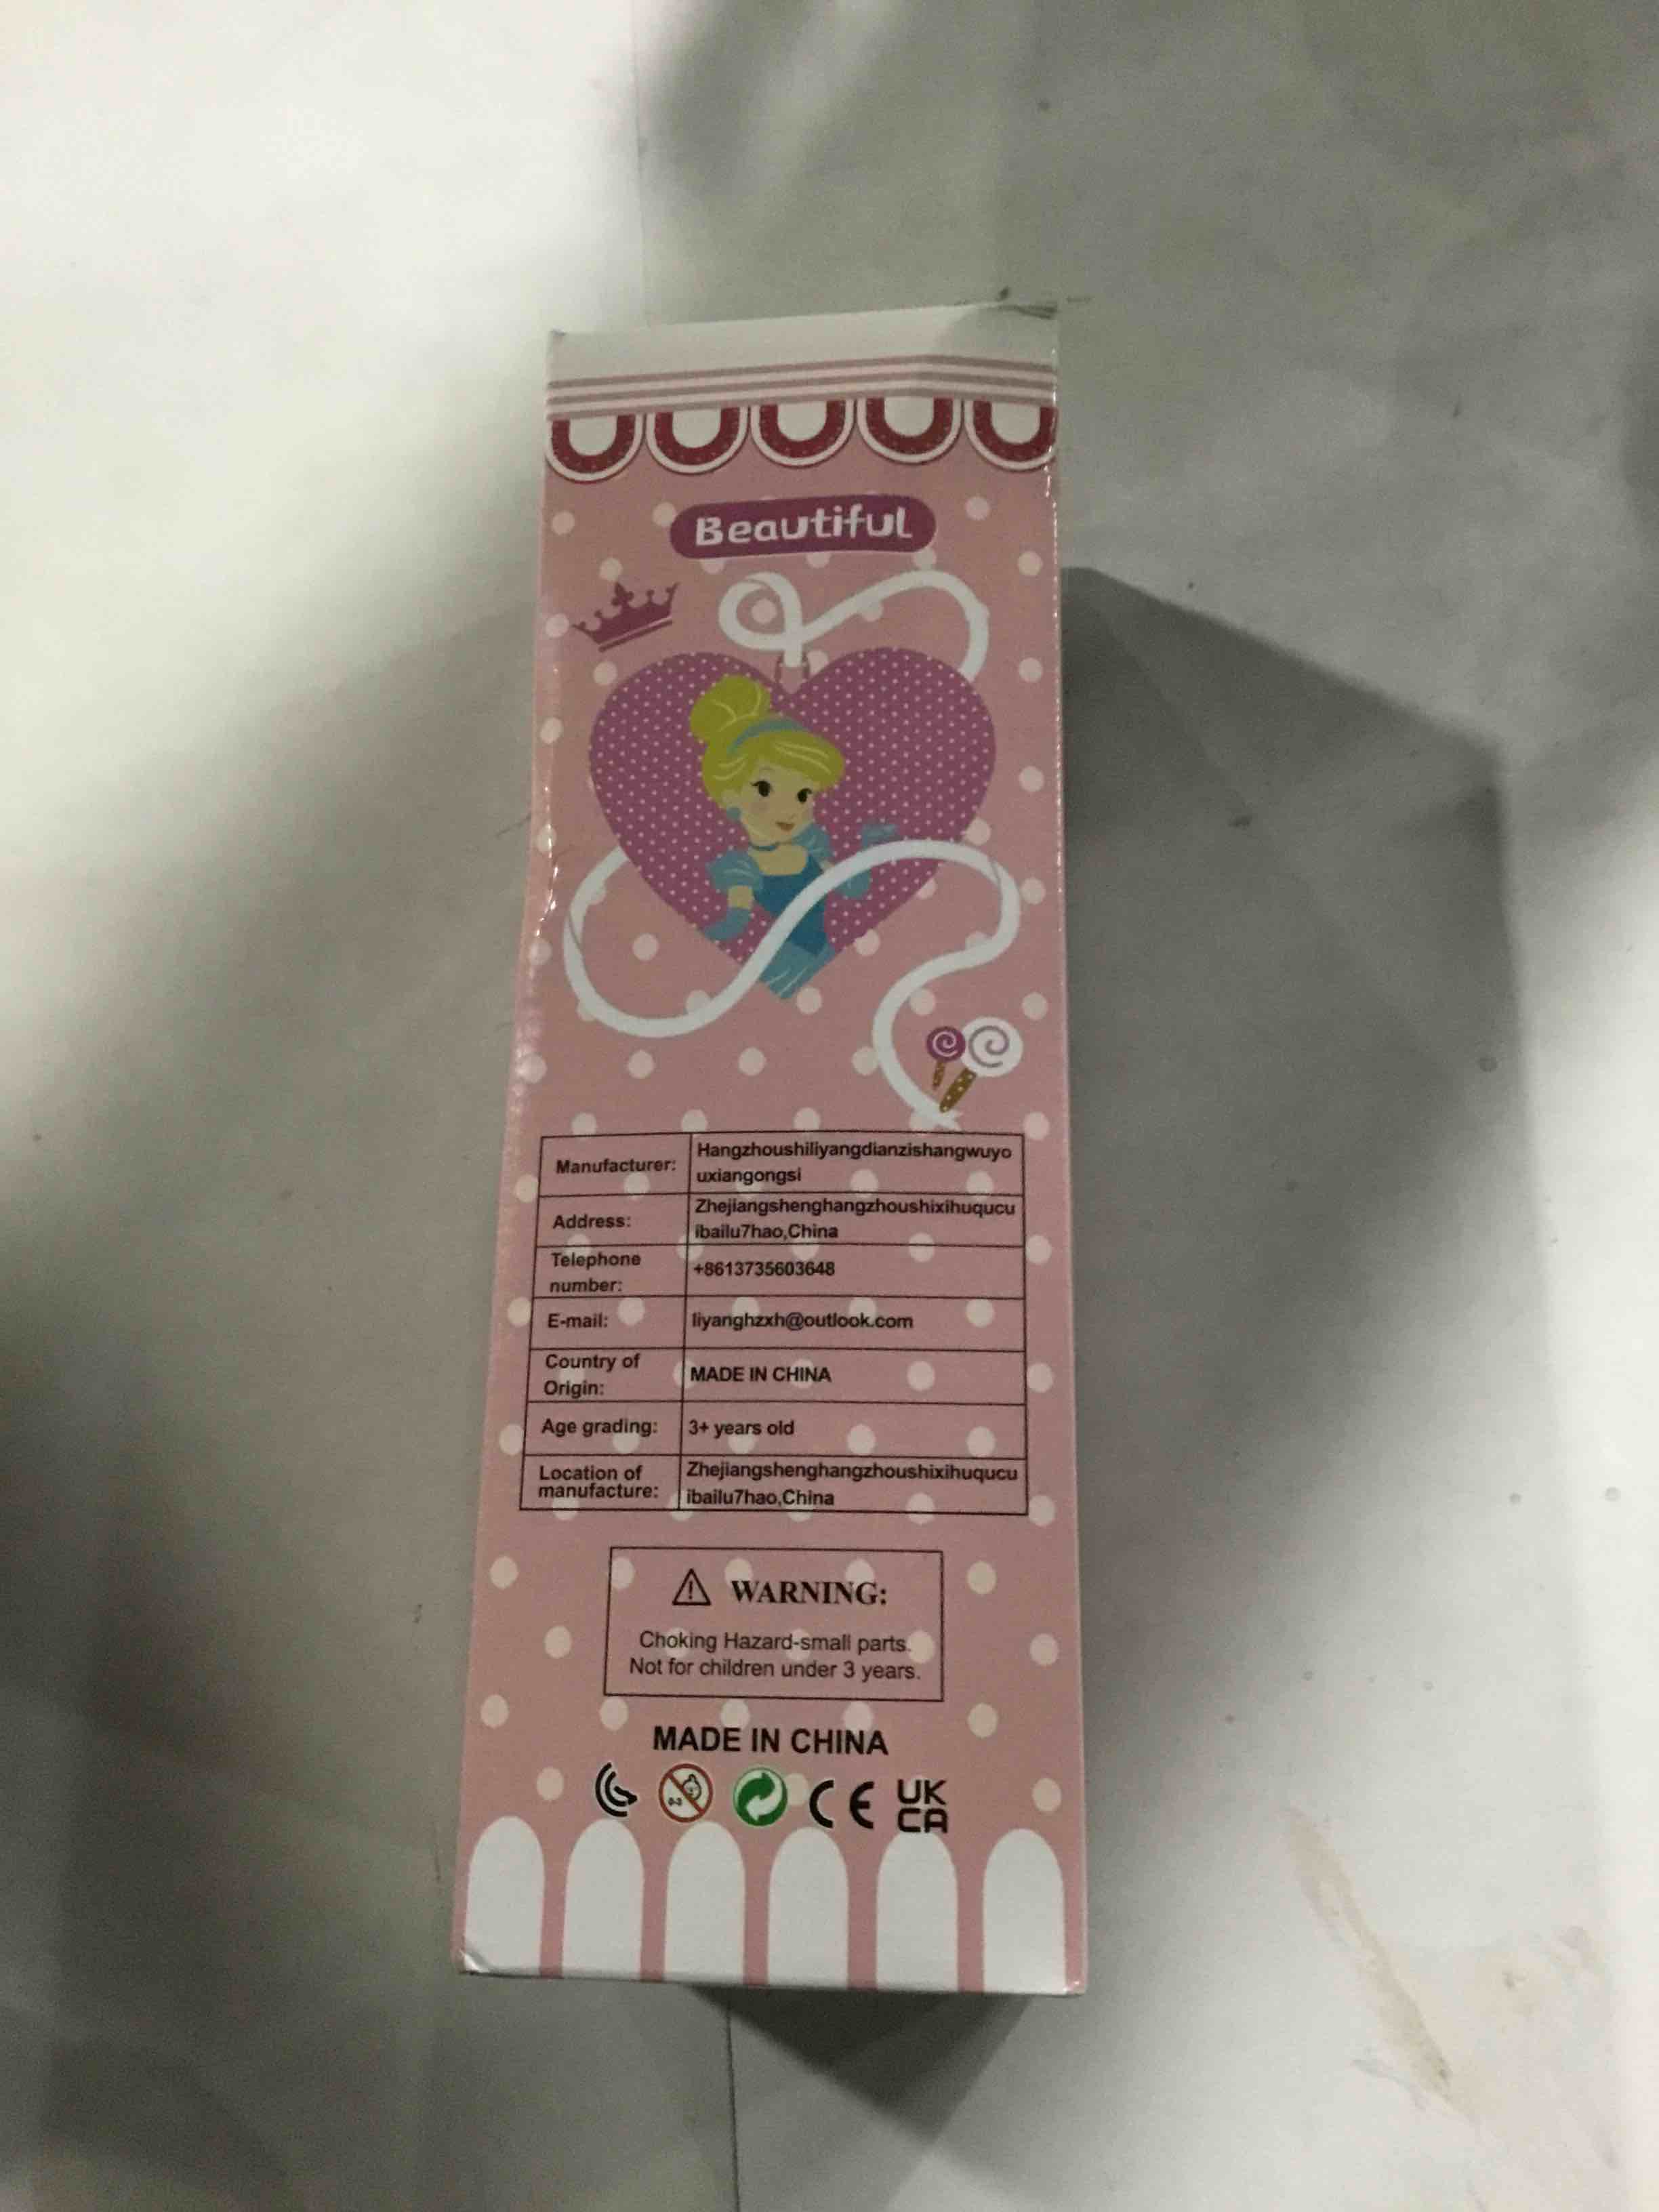 Beautiful
Manufacturer:
Hangzhoushiliyangdianzishangwuyo
uxiangongsi
Address:
Zhejiangshenghangzhoushixihuqucu
ibailu7hao,China
Telephone
number:
+8613735603648
E-mail:
liyanghzxh@outlook.com
Country of
Origin:
MADE IN CHINA
Age grading:
3+ years old
Location of
manufacture:
Zhejiangshenghangzhoushixihuqucu
ibailu7hao,China
WARNING:
Choking Hazard-small parts.
Not for children under 3 years.
MADE IN CHINA
0-3
CE
UK
CA